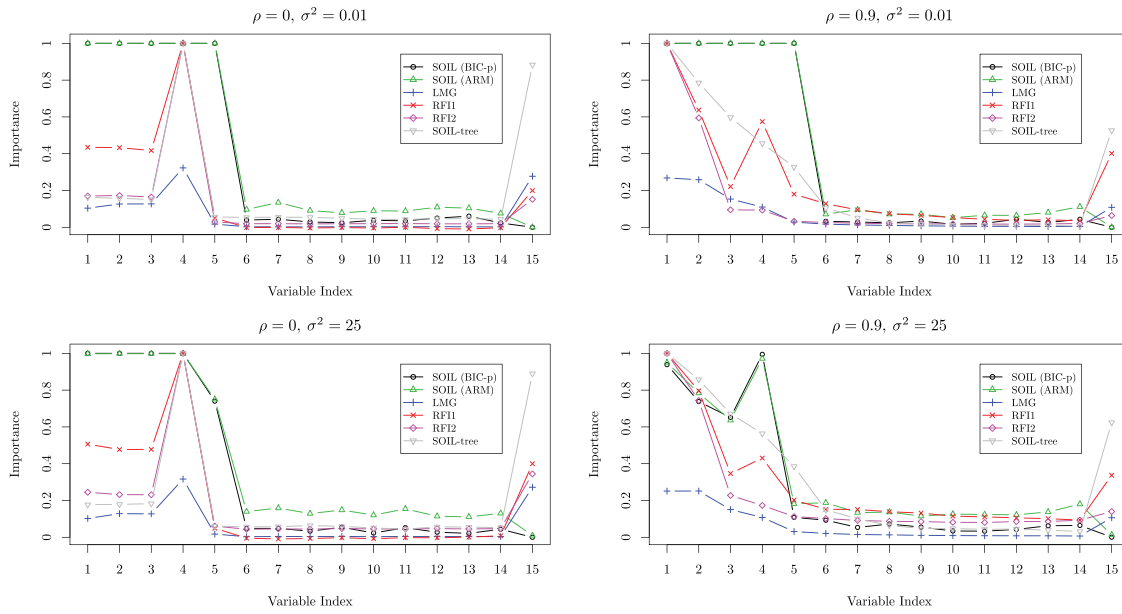 ρ = 0, σ² = 0.01
Importance
1
0.8
0.6
0.4
0.2
0
SOIL (BIC-p)
SOIL (ARM)
LMG
RFI1
RFI2
SOIL-tree
1 2 3 4 5 6 7 8 9 10 11 12 13 14 15
Variable Index
ρ = 0.9, σ² = 0.01
Importance
1
0.8
0.6
0.4
0.2
0
SOIL (BIC-p)
SOIL (ARM)
LMG
RFI1
RFI2
SOIL-tree
1 2 3 4 5 6 7 8 9 10 11 12 13 14 15
Variable Index
ρ = 0, σ² = 25
Importance
1
0.8
0.6
0.4
0.2
0
SOIL (BIC-p)
SOIL (ARM)
LMG
RFI1
RFI2
SOIL-tree
1 2 3 4 5 6 7 8 9 10 11 12 13 14 15
Variable Index
ρ = 0.9, σ² = 25
Importance
1
0.8
0.6
0.4
0.2
0
SOIL (BIC-p)
SOIL (ARM)
LMG
RFI1
RFI2
SOIL-tree
1 2 3 4 5 6 7 8 9 10 11 12 13 14 15
Variable Index